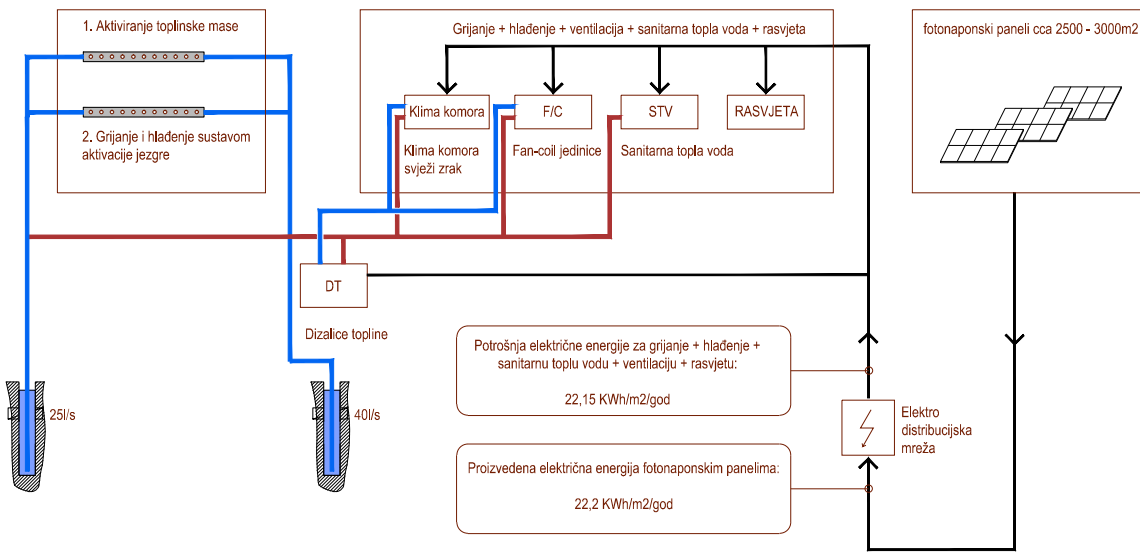 1. Aktiviranje toplinske mase
2. Grijanje i hlađenje sustavom
aktivacije jezgre
Grijanje + hlađenje + ventilacija + sanitarna topla voda + rasvjeta
Klima komora
F/C
STV
RASVJETA
Klima komora
svježi zrak
Fan-coil jedinice
Sanitarna topla voda
fotonaponski paneli cca 2500 - 3000m2
DT
Dizalice topline
25l/s
40l/s
Potrošnja električne energije za grijanje + hlađenje +
sanitarnu toplu vodu + ventilaciju + rasvjetu:
22,15 KWh/m2/god
Elektro
distribucijska
mreža
Proizvedena električna energija fotonaponskim panelima:
22,2 KWh/m2/god